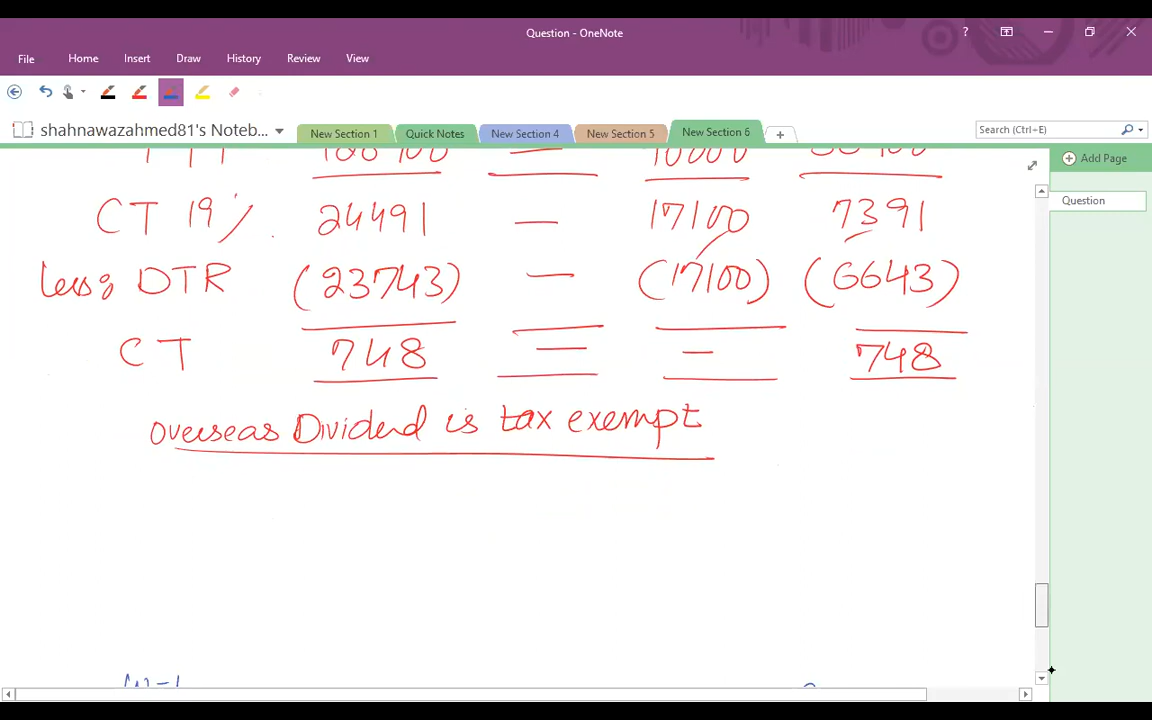 Question - OneNote
?
File Home Insert Draw History Review View
shahnawazahmed81's Noteb...
New Section 1 Quick Notes New Section 4 New Section 5 New Section 6 +
Search (Ctrl+E)
Add Page
Question
CT 19% 24491 — 17100 7391
less: DTR (23743) — (17100) (6643)
CT 748 — — 748
overseas Dividend is tax exempt